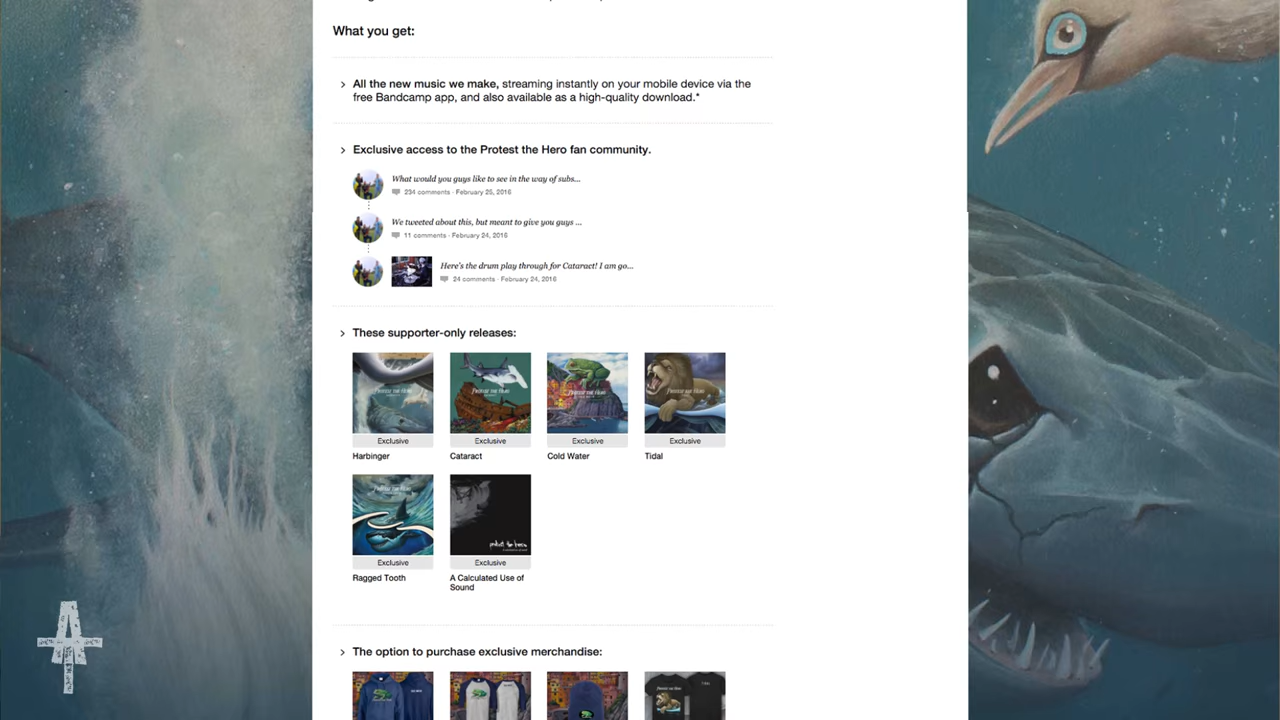 What you get:
All the new music we make, streaming instantly on your mobile device via the
free Bandcamp app, and also available as a high-quality download.*
Exclusive access to the Protest the Hero fan community.
What would you guys like to see in the way of subs...
234 comments · February 25, 2016
We tweeted about this, but meant to give you guys ...
11 comments · February 24, 2016
Here's the drum play through for Cataract! I am go...
24 comments · February 24, 2016
These supporter-only releases:
Exclusive Exclusive Exclusive Exclusive
Harbinger Cataract Cold Water Tidal
Exclusive Exclusive
Ragged Tooth A Calculated Use of
Sound
The option to purchase exclusive merchandise: